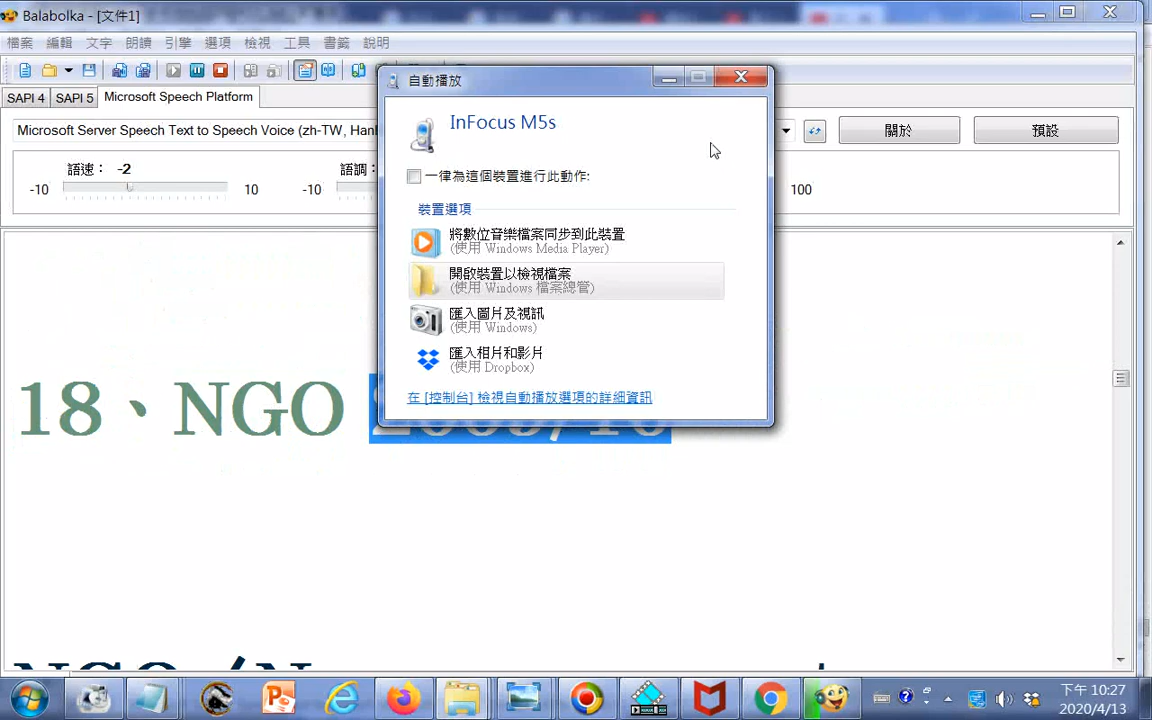 Balabolka - [文件1]
檔案 編輯 文字 朗讀 引擎 選項 檢視 工具 書籤 說明
SAPI 4 SAPI 5 Microsoft Speech Platform
Microsoft Server Speech Text to Speech Voice (zh-TW, Han
關於 預設
語速： -2 語調：
-10 10 -10 100
自動播放
InFocus M5s
一律為這個裝置進行此動作:
裝置選項
將數位音樂檔案同步到此裝置
(使用 Windows Media Player)
開啟裝置以檢視檔案
(使用 Windows 檔案總管)
匯入圖片及視訊
(使用 Windows)
匯入相片和影片
(使用 Dropbox)
在 [控制台] 檢視自動播放選項的詳細資訊
18、NGO
下午 10:27
2020/4/13